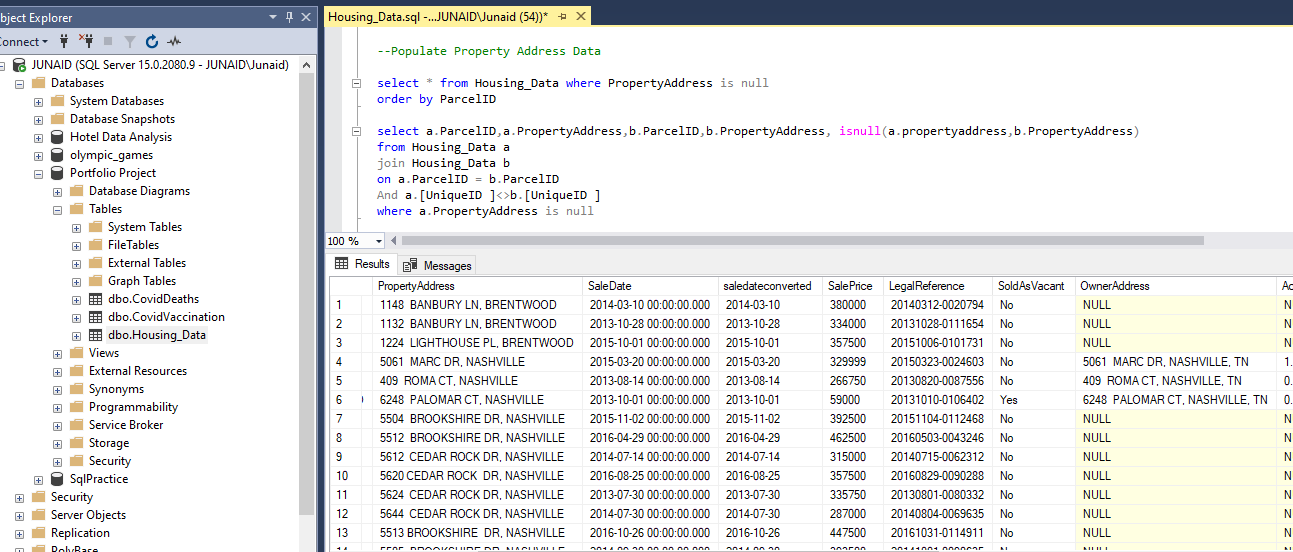 bject Explorer
onnect
JUNAID (SQL Server 15.0.2080.9 - JUNAID\Junaid)
Databases
System Databases
Database Snapshots
Hotel Data Analysis
olympic_games
Portfolio Project
Database Diagrams
Tables
System Tables
FileTables
External Tables
Graph Tables
dbo.CovidDeaths
dbo.CovidVaccination
dbo.Housing_Data
Views
External Resources
Synonyms
Programmability
Service Broker
Storage
Security
SqlPractice
Security
Server Objects
Replication
PolyBase
Housing_Data.sql -...JUNAID\Junaid (54))*
--Populate Property Address Data
select * from Housing_Data where PropertyAddress is null
order by ParcelID
select a.ParcelID,a.PropertyAddress,b.ParcelID,b.PropertyAddress, isnull(a.propertyaddress,b.PropertyAddress)
from Housing_Data a
join Housing_Data b
on a.ParcelID = b.ParcelID
And a.[UniqueID ]<>b.[UniqueID ]
where a.PropertyAddress is null
100 %
Results Messages
PropertyAddress SaleDate saledateconverted SalePrice LegalReference SoldAsVacant OwnerAddress Ac
1 1148 BANBURY LN, BRENTWOOD 2014-03-10 00:00:00.000 2014-03-10 380000 20140312-0020794 No NULL N
2 1132 BANBURY LN, BRENTWOOD 2013-10-28 00:00:00.000 2013-10-28 334000 20131028-0111654 No NULL N
3 1224 LIGHTHOUSE PL, BRENTWOOD 2015-10-01 00:00:00.000 2015-10-01 357500 20151006-0101731 No NULL N
4 5061 MARC DR, NASHVILLE 2015-03-20 00:00:00.000 2015-03-20 329999 20150323-0024603 No 5061 MARC DR, NASHVILLE, TN 1.
5 409 ROMA CT, NASHVILLE 2013-08-14 00:00:00.000 2013-08-14 266750 20130820-0087556 No 409 ROMA CT, NASHVILLE, TN 0.
6 6248 PALOMAR CT, NASHVILLE 2013-10-01 00:00:00.000 2013-10-01 59000 20131010-0106402 Yes 6248 PALOMAR CT, NASHVILLE, TN 0.
7 5504 BROOKSHIRE DR, NASHVILLE 2015-11-02 00:00:00.000 2015-11-02 392500 20151104-0112468 No NULL N
8 5512 BROOKSHIRE DR, NASHVILLE 2016-04-29 00:00:00.000 2016-04-29 462500 20160503-0043246 No NULL N
9 5612 CEDAR ROCK DR, NASHVILLE 2014-07-14 00:00:00.000 2014-07-14 315000 20140715-0062312 No NULL N
10 5620 CEDAR ROCK DR, NASHVILLE 2016-08-25 00:00:00.000 2016-08-25 357500 20160829-0090288 No NULL N
11 5624 CEDAR ROCK DR, NASHVILLE 2013-07-30 00:00:00.000 2013-07-30 335750 20130801-0080332 No NULL N
12 5644 CEDAR ROCK DR, NASHVILLE 2014-07-30 00:00:00.000 2014-07-30 287000 20140804-0069635 No NULL N
13 5513 BROOKSHIRE DR, NASHVILLE 2016-10-26 00:00:00.000 2016-10-26 447500 20161031-0114911 No NULL N